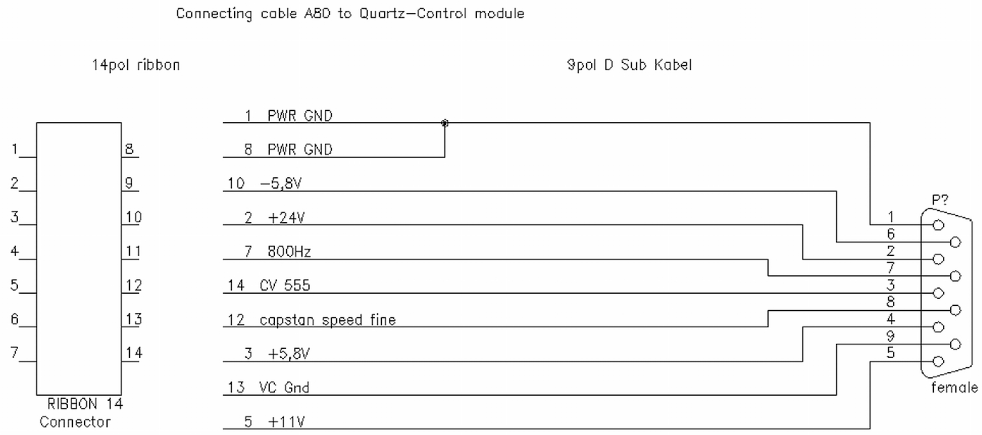 Connecting cable A80 to Quartz-Control module
14pol ribbon
9pol D Sub Kabel
1 PWR GND
8 PWR GND
10 -5,8V
2 +24V
7 800Hz
14 CV 555
12 capstan speed fine
3 +5,8V
13 VC Gnd
5 +11V
1 8
2 9
3 10
4 11
5 12
6 13
7 14
RIBBON 14
Connector
P?
1
6
2
7
3
8
4
9
5
female